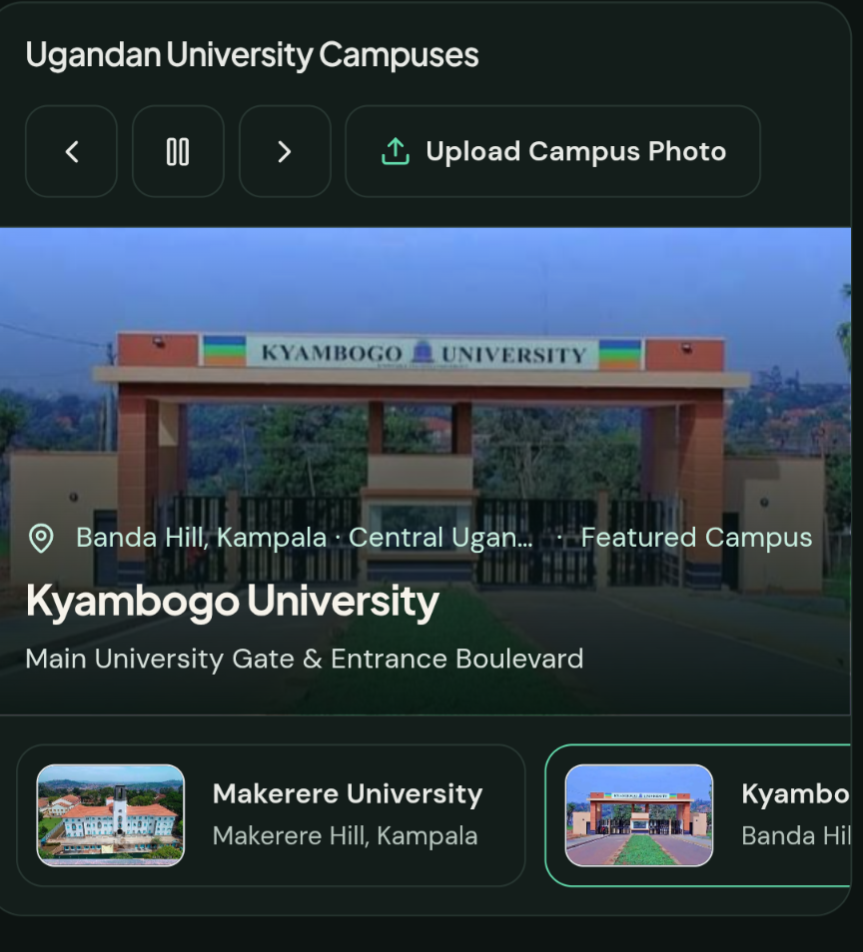 Ugandan University Campuses
Upload Campus Photo
KYAMBOGO UNIVERSITY
Banda Hill, Kampala · Central Ugan... · Featured Campus
Kyambogo University
Main University Gate & Entrance Boulevard
Makerere University
Makerere Hill, Kampala
Kyambo
Banda Hil